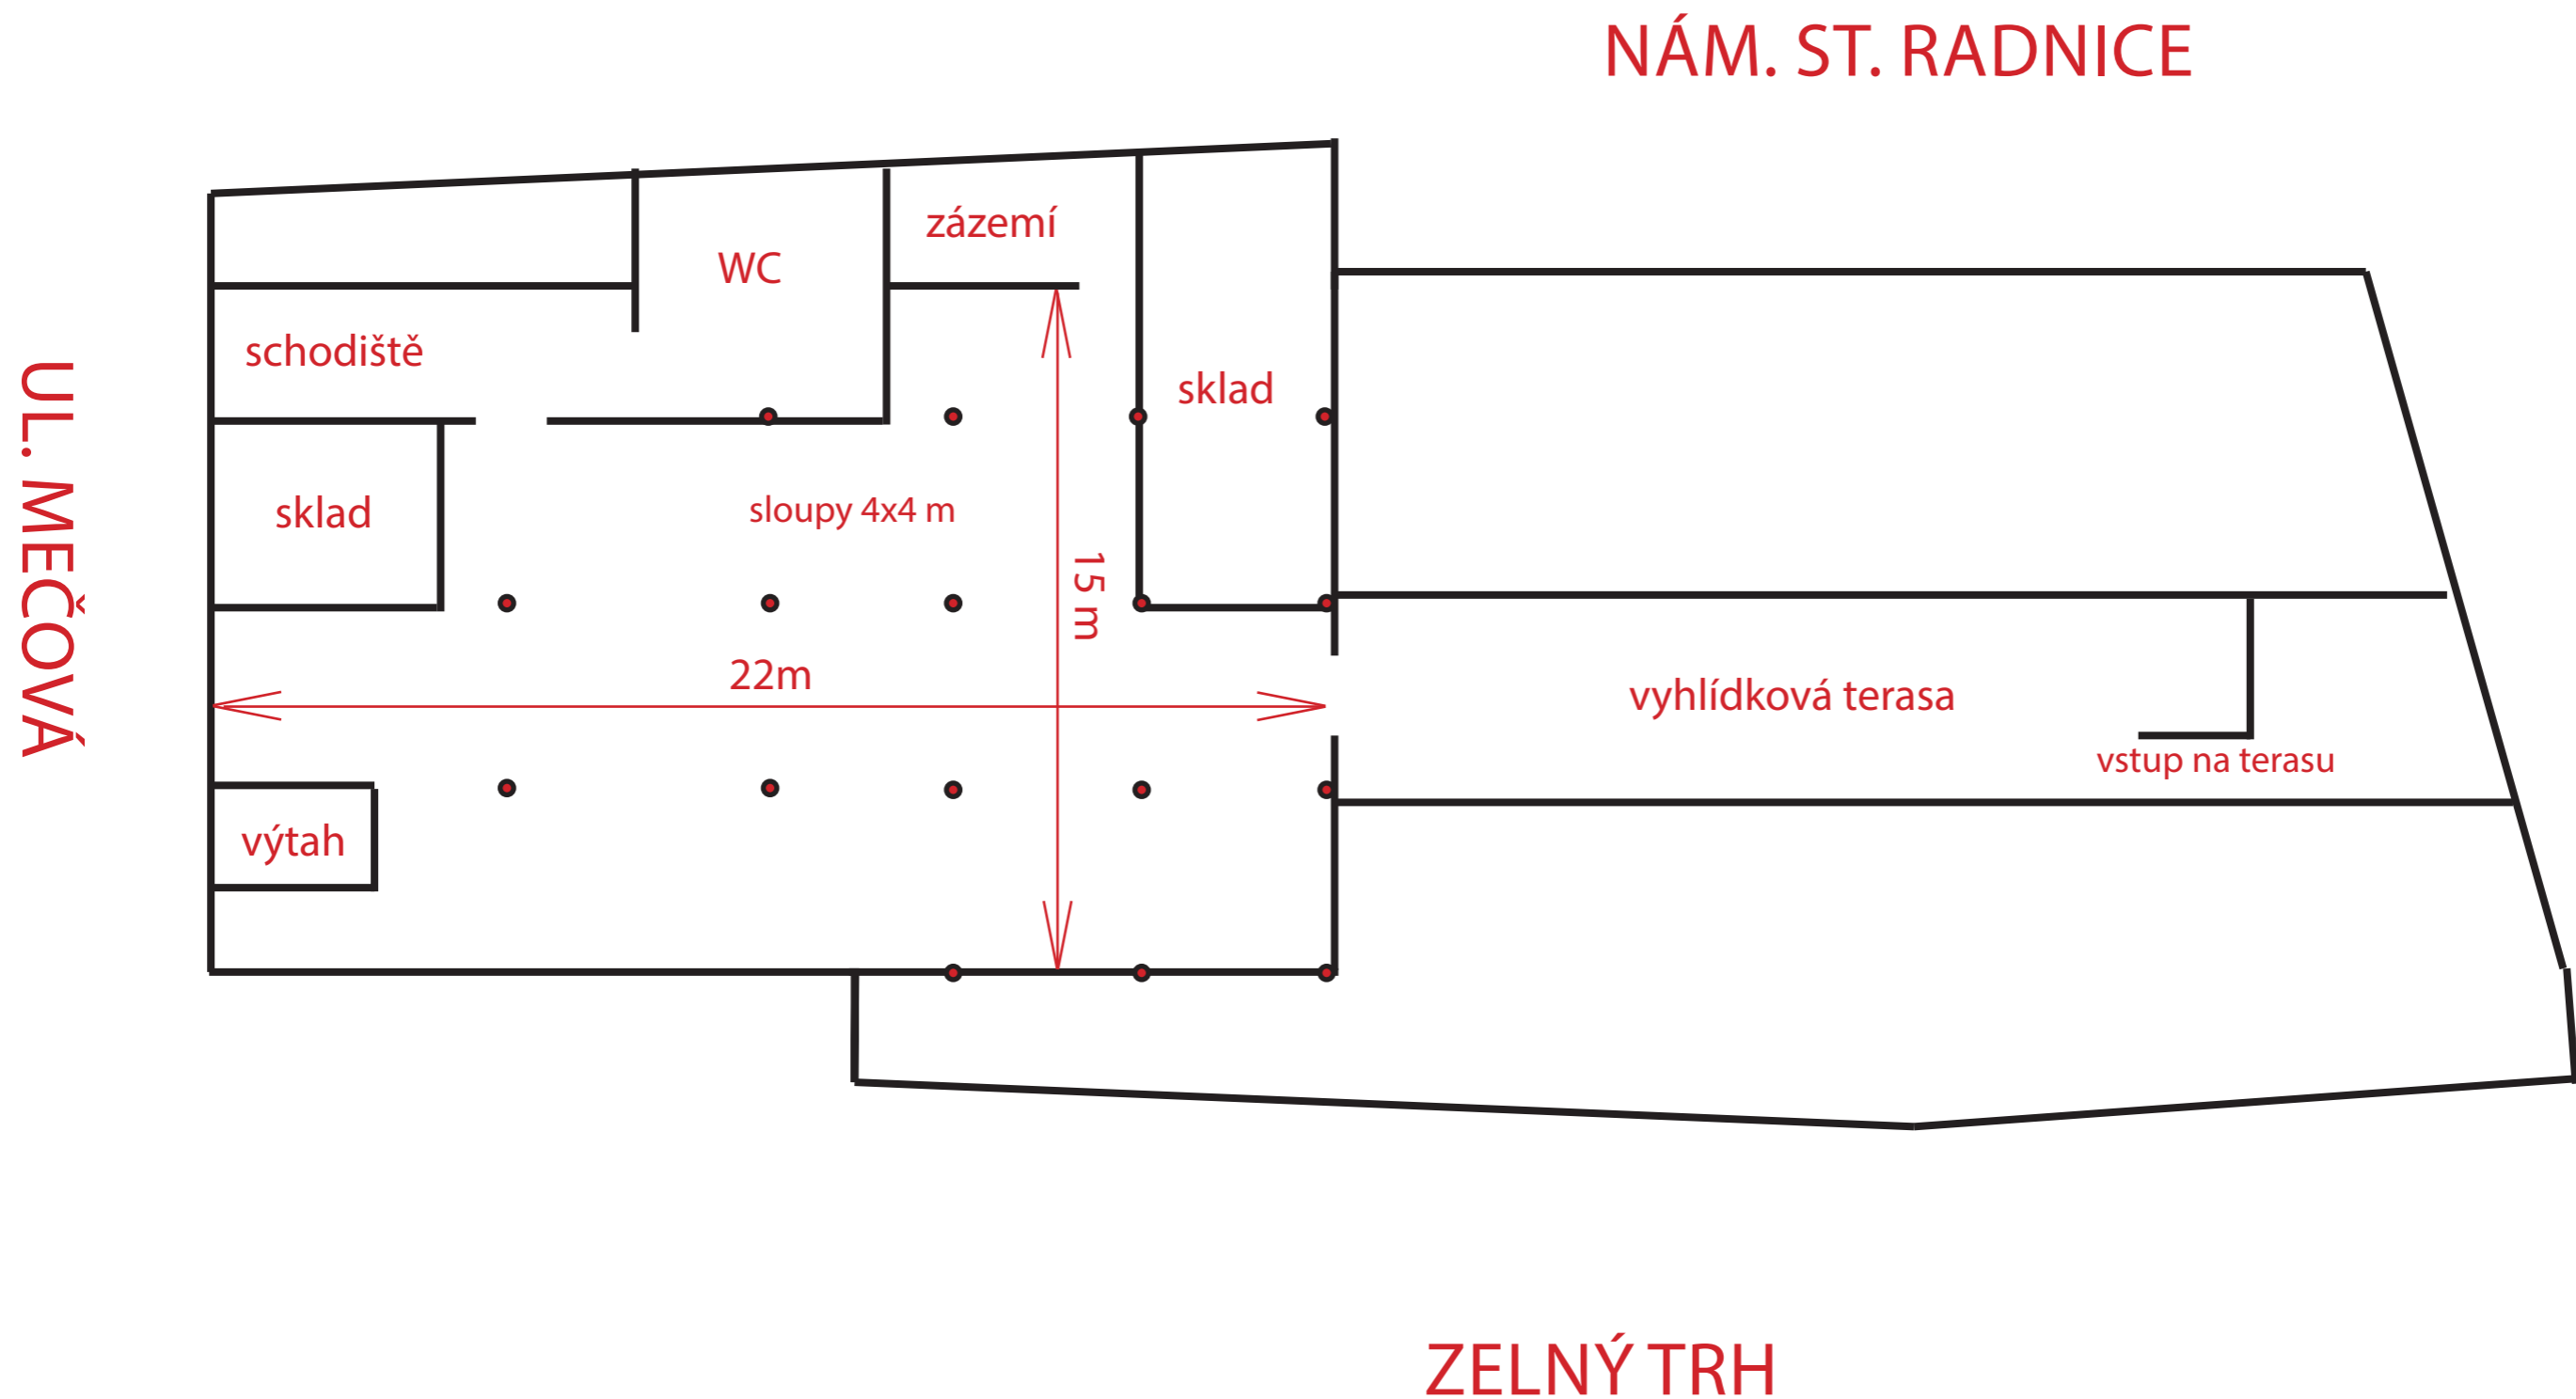 NÁM. ST. RADNICE
zázemí
WC
schodiště
sklad
UL. MEČOVÁ
sklad
sloupy 4x4 m
15 m
22m
vyhlídková terasa
vstup na terasu
výtah
ZELNÝ TRH